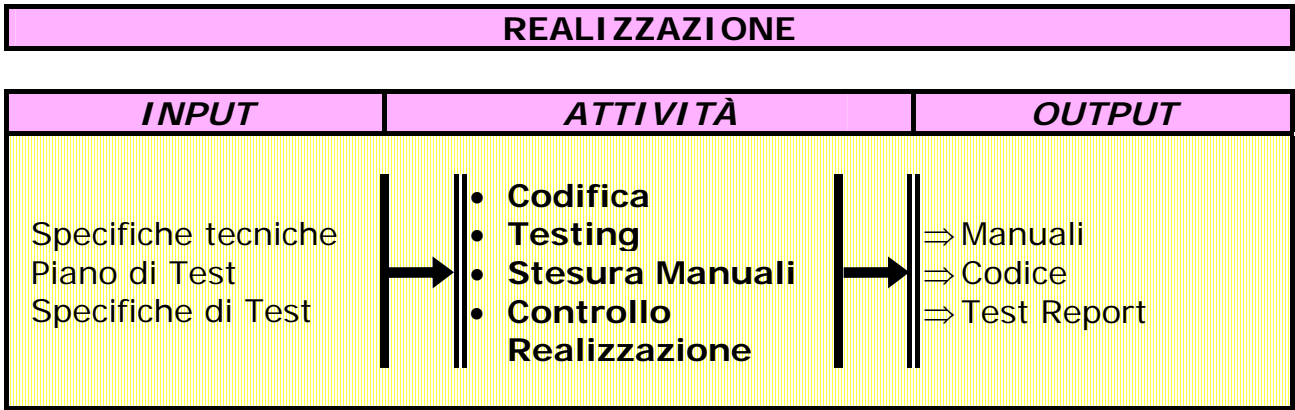 REALIZZAZIONE
INPUT
ATTIVITÀ
OUTPUT
Specifiche tecniche
Piano di Test
Specifiche di Test
• Codifica
• Testing
• Stesura Manuali
• Controllo
Realizzazione
⇒ Manuali
⇒ Codice
⇒ Test Report